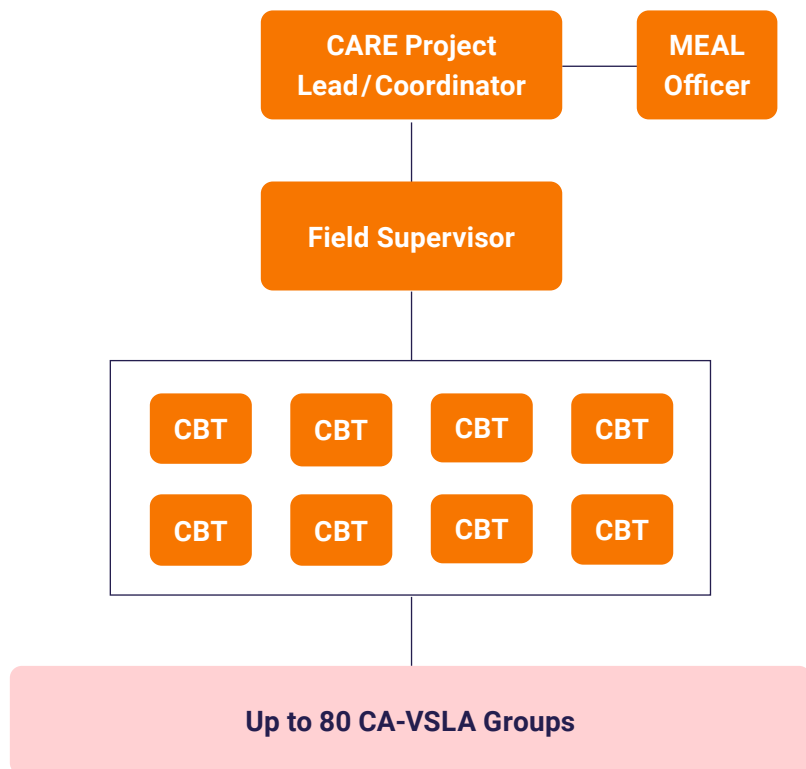 CARE Project
Lead/Coordinator
MEAL
Officer
Field Supervisor
CBT
CBT
CBT
CBT
CBT
CBT
CBT
CBT
Up to 80 CA-VSLA Groups